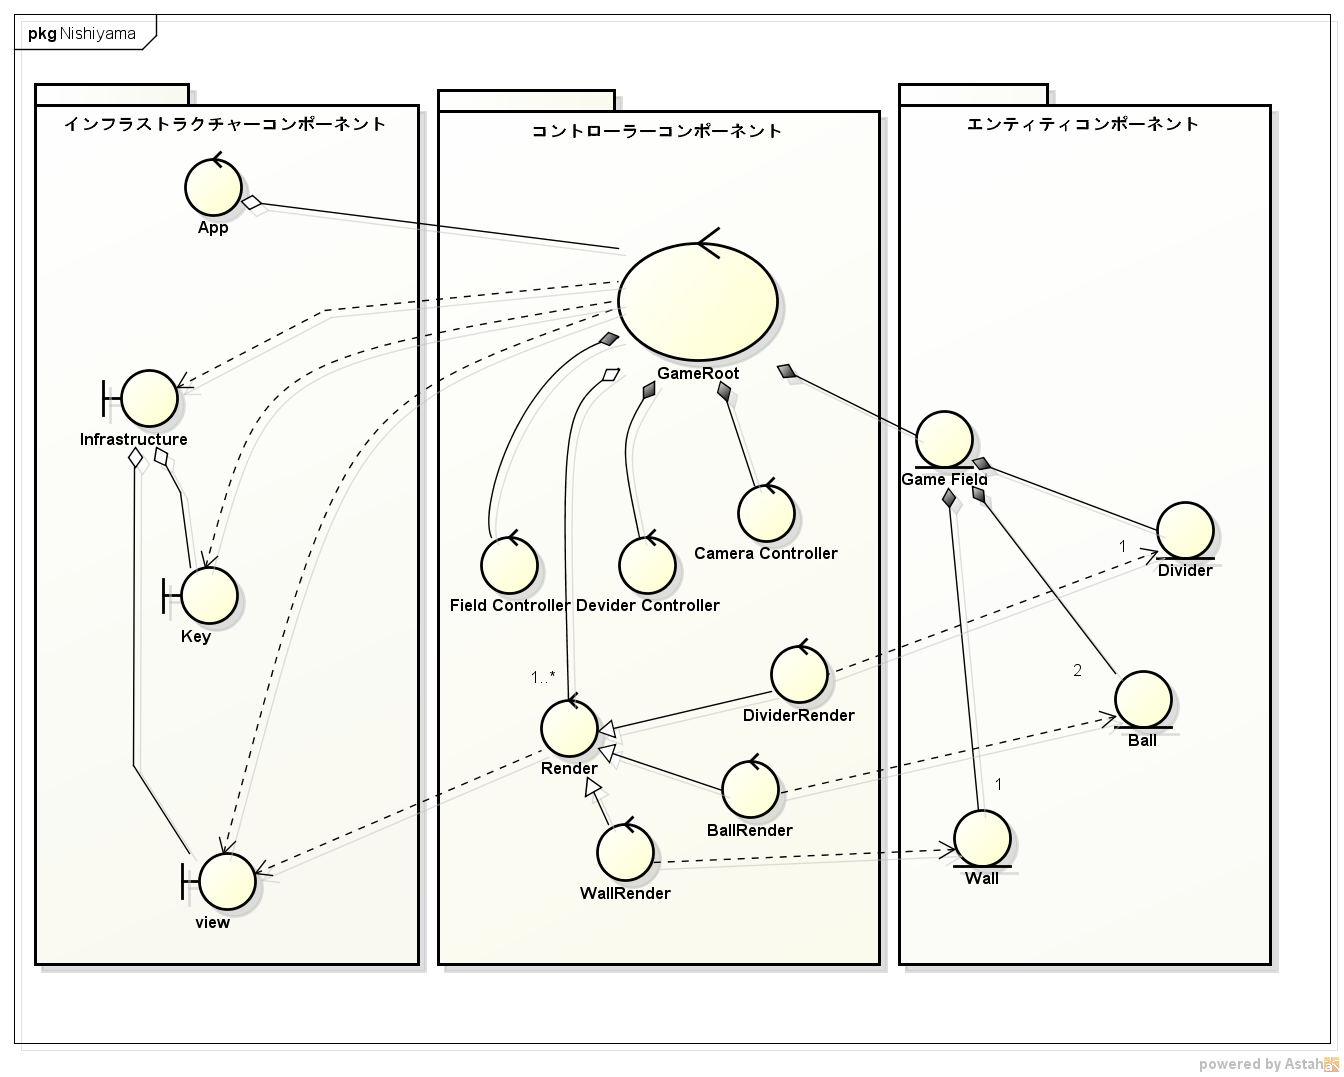 pkg Nishiyama
インフラストラクチャーコンポーネント
コントローラーコンポーネント
エンティティコンポーネント
App
GameRoot
Infrastructure
Game Field
Camera Controller
1
Divider
Field Controller
Devider Controller
Key
1..*
2
DividerRender
Ball
Render
1
BallRender
Wall
WallRender
view
powered by Astah